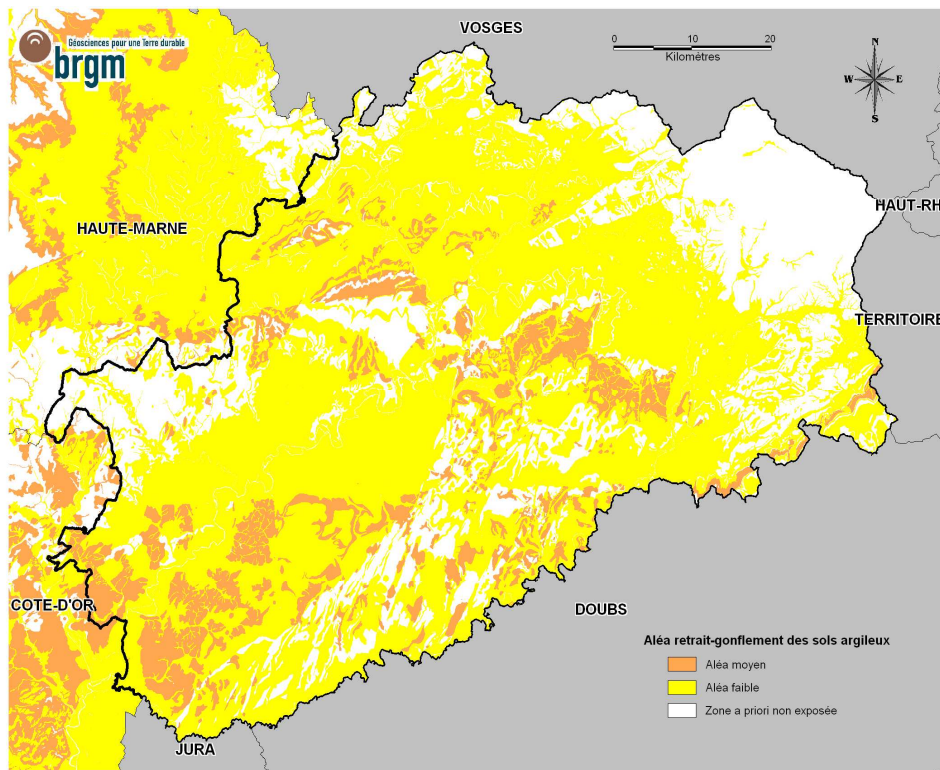 Géosciences pour une Terre durable
brgm
VOSGES
0 10 20
Kilomètres
N
W E
S
HAUT-RH
HAUTE-MARNE
TERRITOIRE
COTE-D'OR
DOUBS
JURA
Aléa retrait-gonflement des sols argileux
Aléa moyen
Aléa faible
Zone a priori non exposée